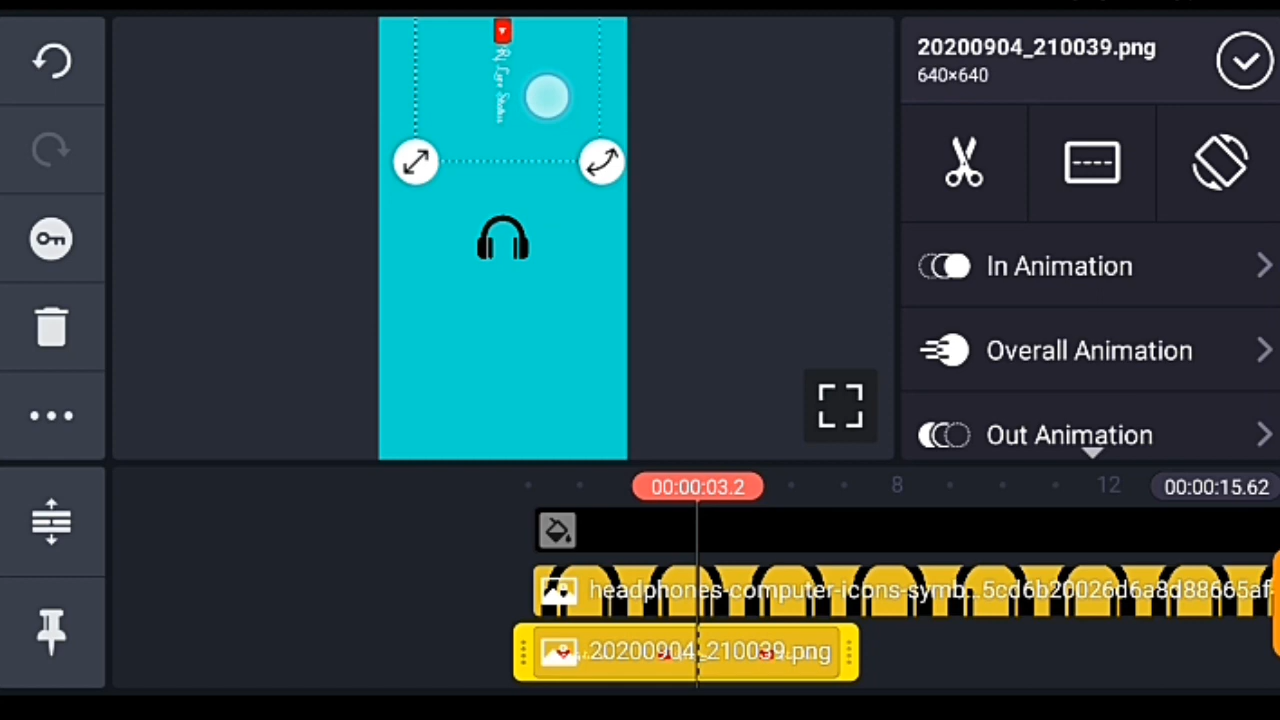 20200904_210039.png
640×640
In Animation
Overall Animation
Out Animation
00:00:03.2
8
12
00:00:15.62
headphones-computer-icons-symb...5cd6b20026d6a8d88665af-
20200904_210039.png